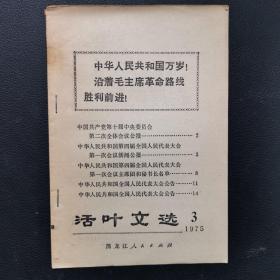 中华人民共和国万岁！
沿着毛主席革命路线
胜利前进！
中国共产党第十届中央委员会
第二次全体会议公报 2
中华人民共和国第四届全国人民代表大会
第一次会议新闻公报 3
中华人民共和国第四届全国人民代表大会
第一次会议主席团和秘书长名单 8
中华人民共和国全国人民代表大会公告 11
中华人民共和国全国人民代表大会公告 14
活叶文选 3
1975
黑龙江人民出版社